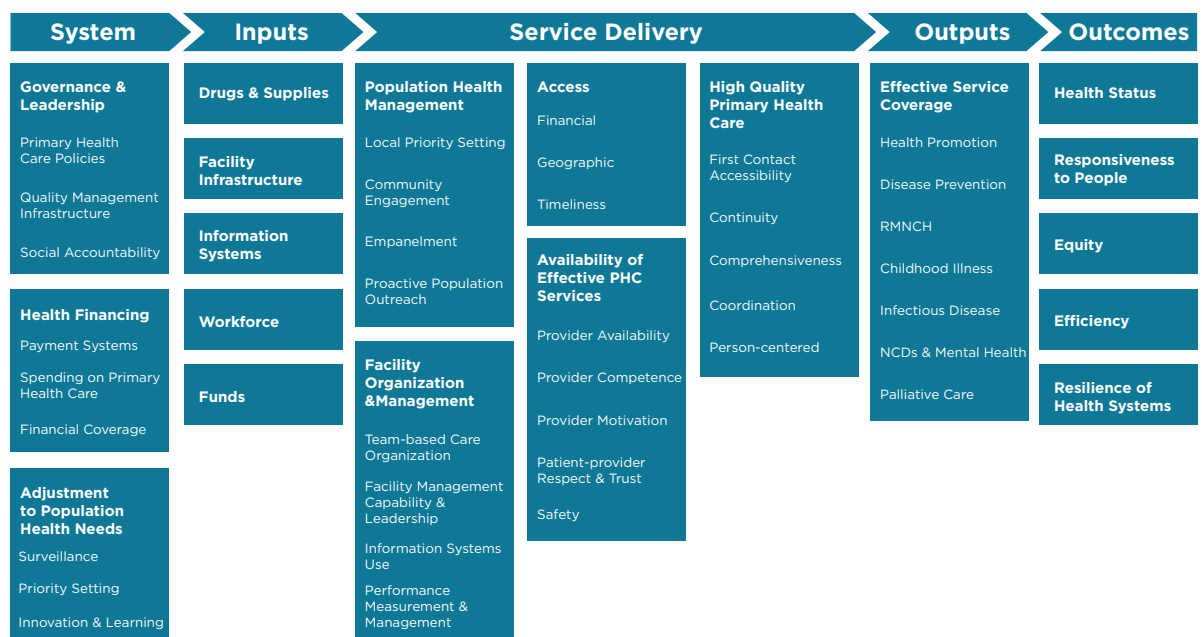 System
Inputs
Service Delivery
Outputs
Outcomes
Governance &
Leadership
Primary Health
Care Policies
Quality Management
Infrastructure
Social Accountability
Health Financing
Payment Systems
Spending on Primary
Health Care
Financial Coverage
Adjustment
to Population
Health Needs
Surveillance
Priority Setting
Innovation & Learning
Drugs & Supplies
Facility
Infrastructure
Information
Systems
Workforce
Funds
Population Health
Management
Local Priority Setting
Community
Engagement
Empanelment
Proactive Population
Outreach
Facility
Organization
&Management
Team-based Care
Organization
Facility Management
Capability &
Leadership
Information Systems
Use
Performance
Measurement &
Management
Access
Financial
Geographic
Timeliness
Availability of
Effective PHC
Services
Provider Availability
Provider Competence
Provider Motivation
Patient-provider
Respect & Trust
Safety
High Quality
Primary Health
Care
First Contact
Accessibility
Continuity
Comprehensiveness
Coordination
Person-centered
Effective Service
Coverage
Health Promotion
Disease Prevention
RMNCH
Childhood Illness
Infectious Disease
NCDs & Mental Health
Palliative Care
Health Status
Responsiveness
to People
Equity
Efficiency
Resilience of
Health Systems